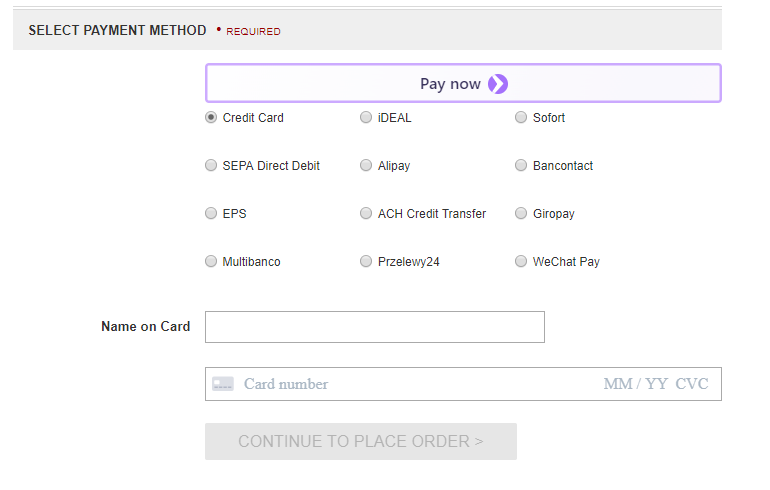 SELECT PAYMENT METHOD • REQUIRED
Pay now
Credit Card iDEAL Sofort
SEPA Direct Debit Alipay Bancontact
EPS ACH Credit Transfer Giropay
Multibanco Przelewy24 WeChat Pay
Name on Card
Card number MM / YY CVC
CONTINUE TO PLACE ORDER >